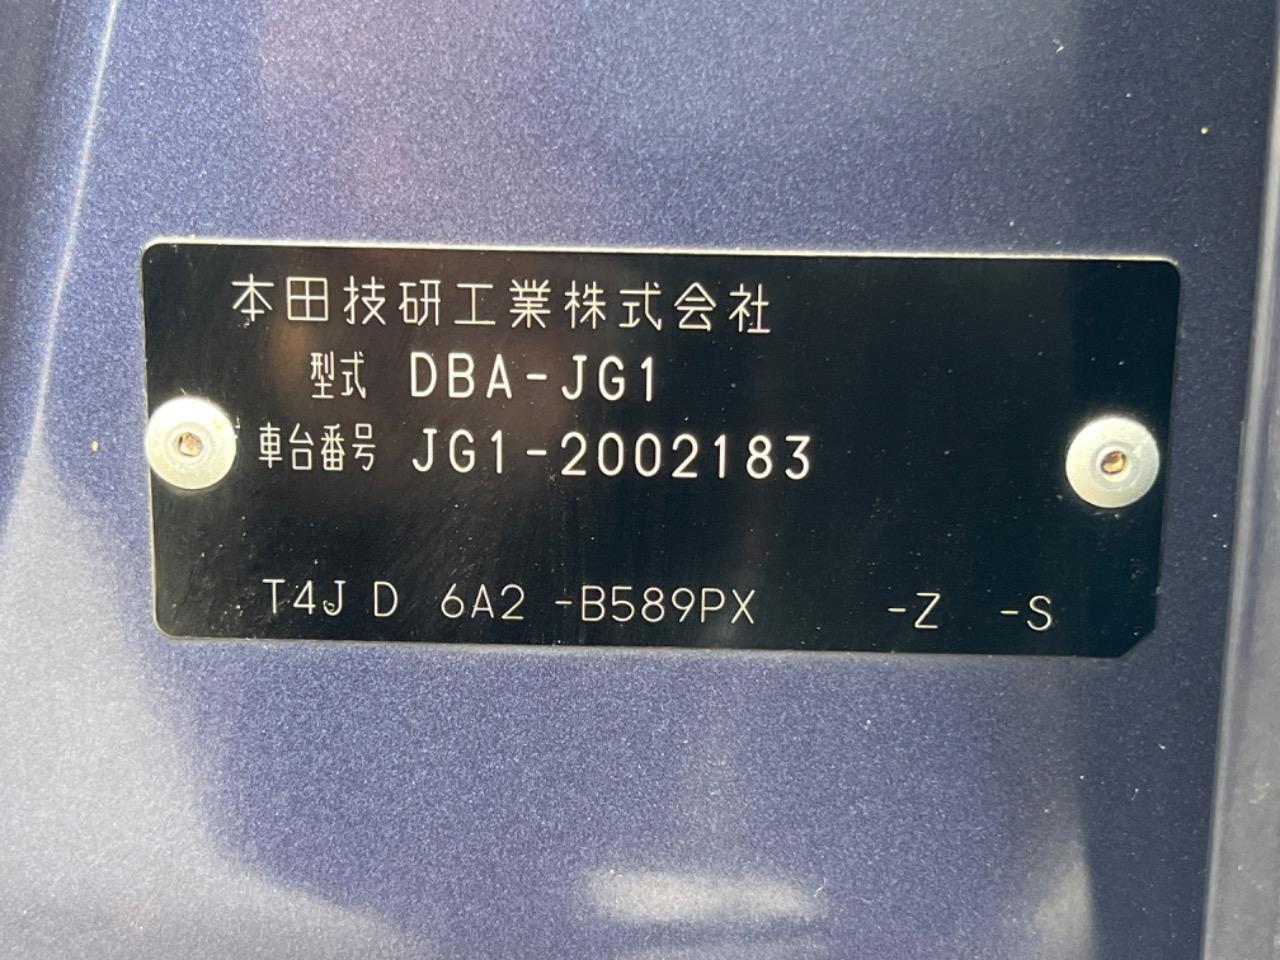 本田技研工業株式会社
型式 DBA-JG1
車台番号 JG1-2002183
T4J D 6A2 -B589PX -Z -S